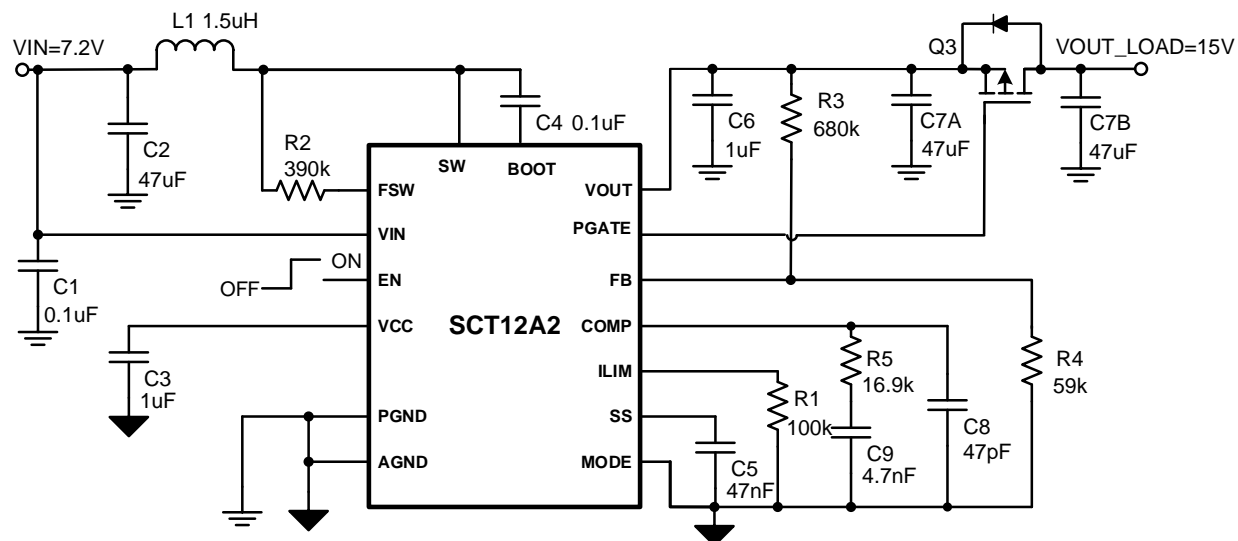 L1 1.5uH
VIN=7.2V
Q3
VOUT_LOAD=15V
C2
47uF
R2
390k
C4 0.1uF
C6
1uF
R3
680k
C7A
47uF
C7B
47uF
SW
BOOT
FSW
VOUT
VIN
PGATE
C1
0.1uF
OFF
ON
EN
FB
VCC
SCT12A2
COMP
C3
1uF
ILIM
R5
16.9k
R4
59k
PGND
SS
R1
100k
C8
47pF
AGND
MODE
C5
47nF
C9
4.7nF